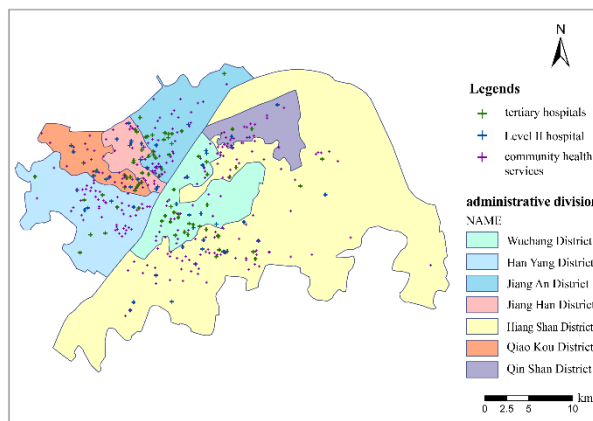 N
Legends
tertiary hospitals
Level II hospital
community health
services
administrative division
NAME
Wuchang District
Han Yang District
Jiang An District
Jiang Han District
Hiang Shan District
Qiao Kou District
Qin Shan District
km
0 2.5 5 10